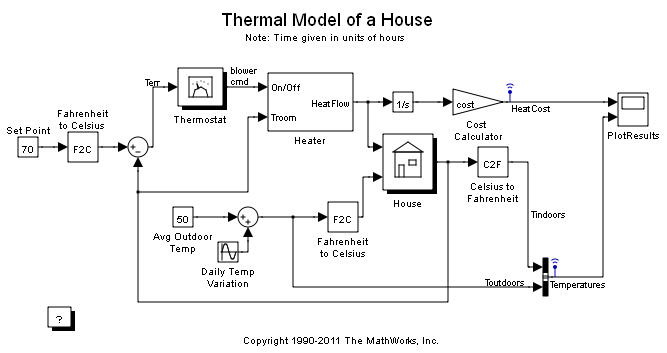 Thermal Model of a House
Note: Time given in units of hours
Set Point
70
Fahrenheit
to Celsius
F2C
+
-
Terr
Thermostat
blower
cmd
On/Off
Troom
HeatFlow
Heater
1/s
cost
Cost
Calculator
HeatCost
PlotResults
House
C2F
Celsius to
Fahrenheit
Tindoors
50
Avg Outdoor
Temp
+
+
Daily Temp
Variation
F2C
Fahrenheit
to Celsius
Toutdoors
Temperatures
?
Copyright 1990-2011 The MathWorks, Inc.